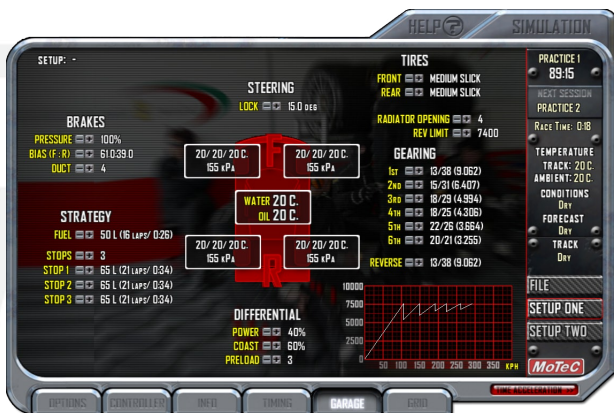 HELP ? SIMULATION
SETUP: -
STEERING
LOCK 15.0 DEG
TIRES
FRONT MEDIUM SLICK
REAR MEDIUM SLICK
RADIATOR OPENING 4
REV LIMIT 7400
BRAKES
PRESSURE 100%
BIAS (F : R) 61.0:39.0
DUCT 4
F
20/ 20/ 20 C.
155 KPA
20/ 20/ 20 C.
155 KPA
WATER 20 C.
OIL 20 C.
20/ 20/ 20 C.
155 KPA
20/ 20/ 20 C.
155 KPA
R
GEARING
1ST 13/38 (9.062)
2ND 15/31 (6.407)
3RD 18/29 (4.994)
4TH 18/25 (4.306)
5TH 22/26 (3.664)
6TH 20/21 (3.255)
REVERSE 13/38 (9.062)
STRATEGY
FUEL 50 L (16 LAPS/ 0:26)
STOPS 3
STOP 1 65 L (21 LAPS/ 0:34)
STOP 2 65 L (21 LAPS/ 0:34)
STOP 3 65 L (21 LAPS/ 0:34)
DIFFERENTIAL
POWER 40%
COAST 60%
PRELOAD 3
10000
7500
5000
2500
0
50 100 150 200 250 300 350 KPH
PRACTICE 1
89:15
NEXT SESSION
PRACTICE 2
RACE TIME: 0:18
TEMPERATURE
TRACK: 20 C.
AMBIENT: 20 C.
CONDITIONS
DRY
FORECAST
DRY
TRACK
DRY
FILE
SETUP ONE
SETUP TWO
MoTeC
TIME ACCELERATION
OPTIONS CONTROLLER INFO TIMING GARAGE GRID